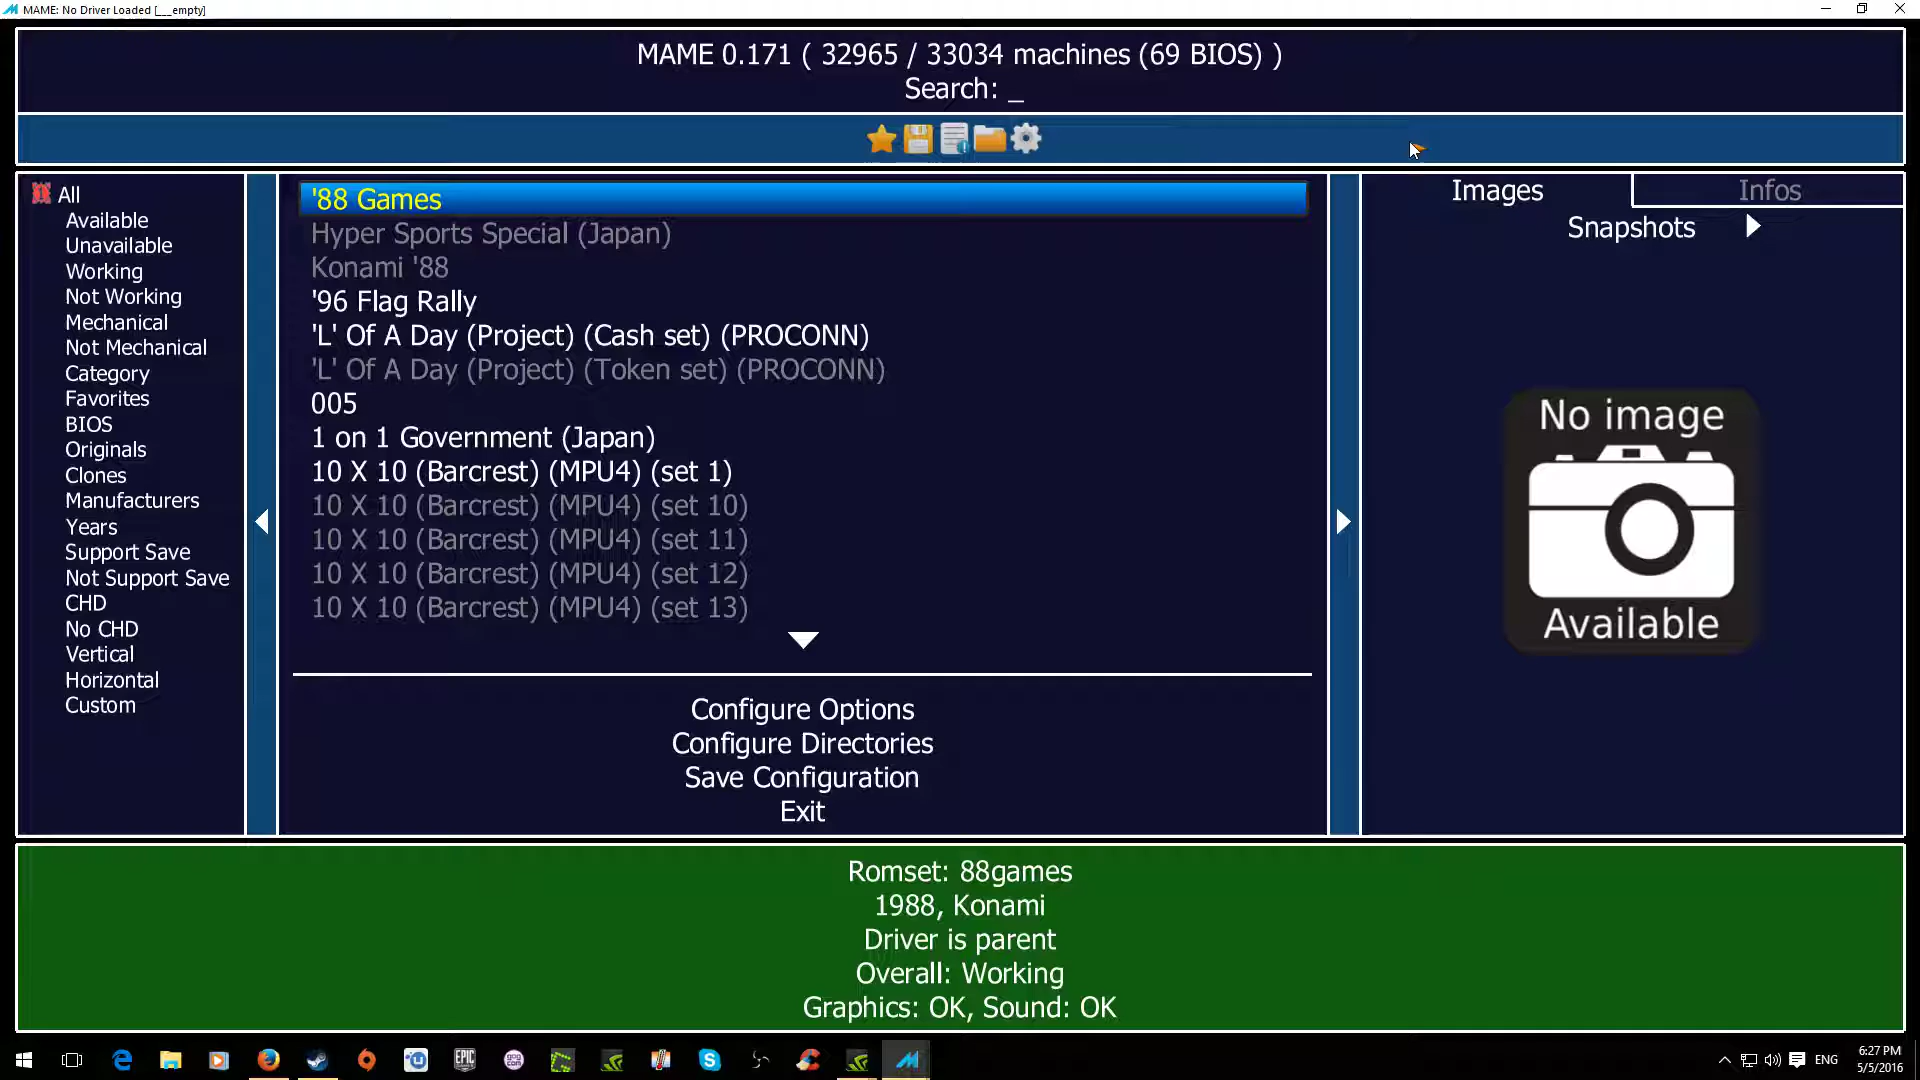 MAME: No Driver Loaded [___empty]
MAME 0.171 ( 32965 / 33034 machines (69 BIOS) )
Search: _
All
Available
Unavailable
Working
Not Working
Mechanical
Not Mechanical
Category
Favorites
BIOS
Originals
Clones
Manufacturers
Years
Support Save
Not Support Save
CHD
No CHD
Vertical
Horizontal
Custom
'88 Games
Hyper Sports Special (Japan)
Konami '88
'96 Flag Rally
'L' Of A Day (Project) (Cash set) (PROCONN)
'L' Of A Day (Project) (Token set) (PROCONN)
005
1 on 1 Government (Japan)
10 X 10 (Barcrest) (MPU4) (set 1)
10 X 10 (Barcrest) (MPU4) (set 10)
10 X 10 (Barcrest) (MPU4) (set 11)
10 X 10 (Barcrest) (MPU4) (set 12)
10 X 10 (Barcrest) (MPU4) (set 13)
Configure Options
Configure Directories
Save Configuration
Exit
Images
Infos
Snapshots
No image
Available
Romset: 88games
1988, Konami
Driver is parent
Overall: Working
Graphics: OK, Sound: OK
EPIC
GAMES
gog
com
ENG
6:27 PM
5/5/2016